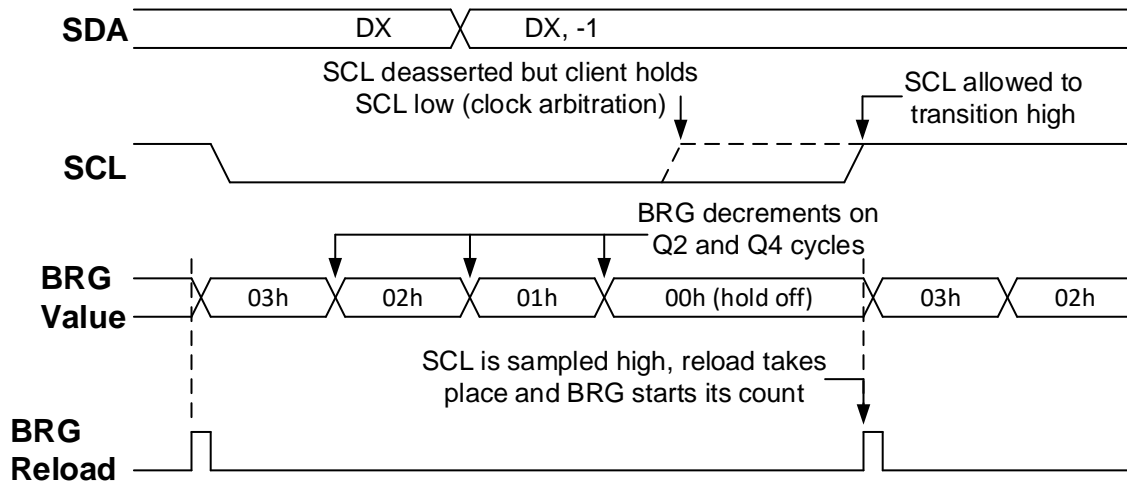 SDA
DX
DX, -1
SCL deasserted but client holds
SCL low (clock arbitration)
SCL allowed to
transition high
SCL
BRG decrements on
Q2 and Q4 cycles
BRG
Value
03h
02h
01h
00h (hold off)
03h
02h
SCL is sampled high, reload takes
place and BRG starts its count
BRG
Reload